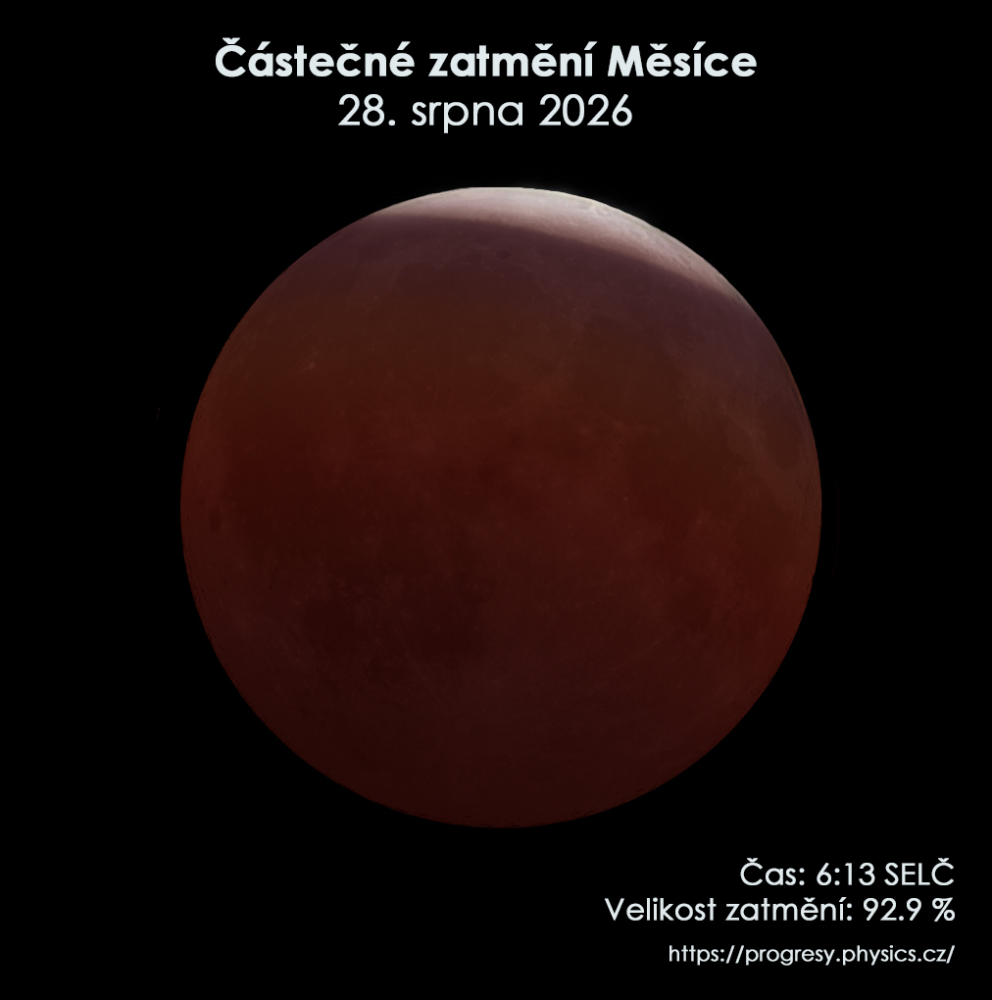 Částečné zatmění Měsíce
28. srpna 2026
Čas: 6:13 SELČ
Velikost zatmění: 92.9 %
https://progresy.physics.cz/